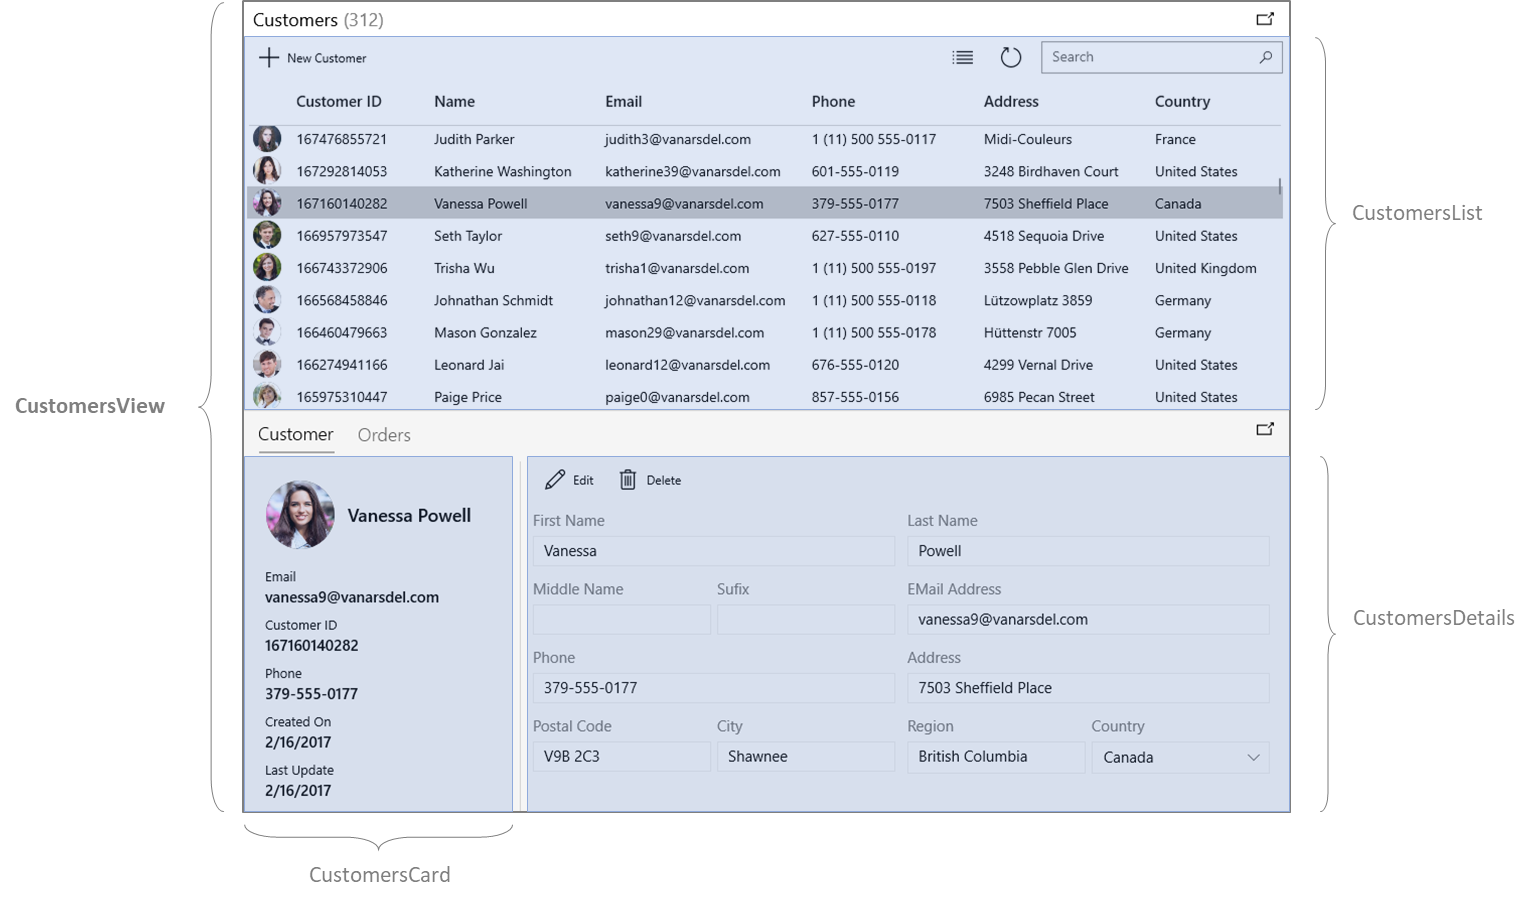 Customers (312)
New Customer
Search
Customer ID Name Email Phone Address Country
167476855721 Judith Parker judith3@vanarsdel.com 1 (11) 500 555-0117 Midi-Couleurs France
167292814053 Katherine Washington katherine39@vanarsdel.com 601-555-0119 3248 Birdhaven Court United States
167160140282 Vanessa Powell vanessa9@vanarsdel.com 379-555-0177 7503 Sheffield Place Canada
166957973547 Seth Taylor seth9@vanarsdel.com 627-555-0110 4518 Sequoia Drive United States
166743372906 Trisha Wu trisha1@vanarsdel.com 1 (11) 500 555-0197 3558 Pebble Glen Drive United Kingdom
166568458846 Johnathan Schmidt johnathan12@vanarsdel.com 1 (11) 500 555-0118 Lützowplatz 3859 Germany
166460479663 Mason Gonzalez mason29@vanarsdel.com 1 (11) 500 555-0178 Hüttenstr 7005 Germany
166274941166 Leonard Jai leonard12@vanarsdel.com 676-555-0120 4299 Vernal Drive United States
165975310447 Paige Price paige0@vanarsdel.com 857-555-0156 6985 Pecan Street United States
CustomersList
CustomersView
Customer Orders
Vanessa Powell
Email
vanessa9@vanarsdel.com
Customer ID
167160140282
Phone
379-555-0177
Created On
2/16/2017
Last Update
2/16/2017
Edit Delete
First Name Last Name
Vanessa Powell
Middle Name Sufix EMail Address
vanessa9@vanarsdel.com
Phone Address
379-555-0177 7503 Sheffield Place
Postal Code City Region Country
V9B 2C3 Shawnee British Columbia Canada
CustomersDetails
CustomersCard